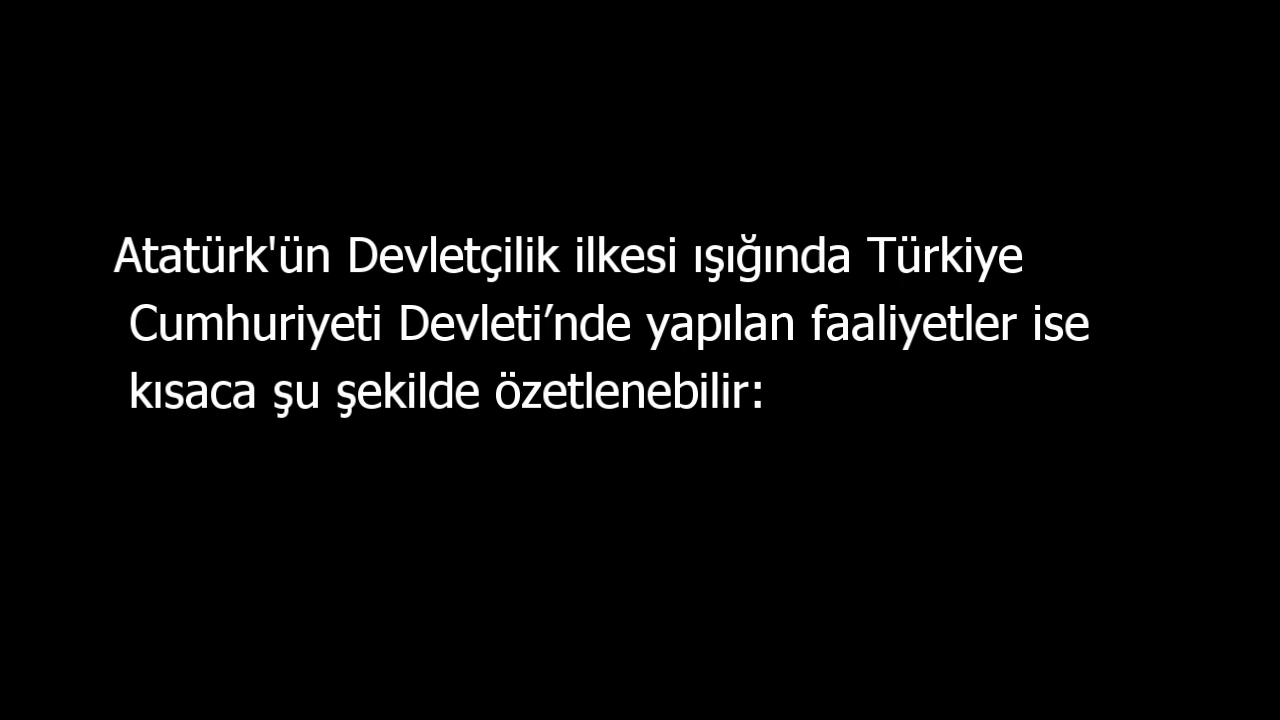 Atatürk'ün Devletçilik ilkesi ışığında Türkiye
Cumhuriyeti Devleti’nde yapılan faaliyetler ise
kısaca şu şekilde özetlenebilir: